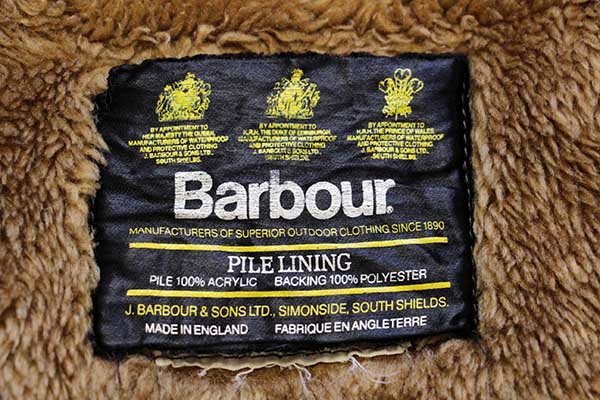 BY APPOINTMENT TO
HER MAJESTY THE QUEEN
MANUFACTURERS OF WATERPROOF
AND PROTECTIVE CLOTHING
J. BARBOUR & SONS LTD.
SOUTH SHIELDS.
BY APPOINTMENT TO
H.R.H. THE DUKE OF EDINBURGH
MANUFACTURERS OF WATERPROOF
AND PROTECTIVE CLOTHING
J. BARBOUR & SONS LTD.
SOUTH SHIELDS.
BY APPOINTMENT TO
H.R.H. THE PRINCE OF WALES
MANUFACTURERS OF WATERPROOF
AND PROTECTIVE CLOTHING
J. BARBOUR & SONS LTD.
SOUTH SHIELDS.
Barbour®
MANUFACTURERS OF SUPERIOR OUTDOOR CLOTHING SINCE 1890
PILE LINING
PILE 100% ACRYLIC BACKING 100% POLYESTER
J. BARBOUR & SONS LTD., SIMONSIDE, SOUTH SHIELDS.
MADE IN ENGLAND FABRIQUE EN ANGLETERRE